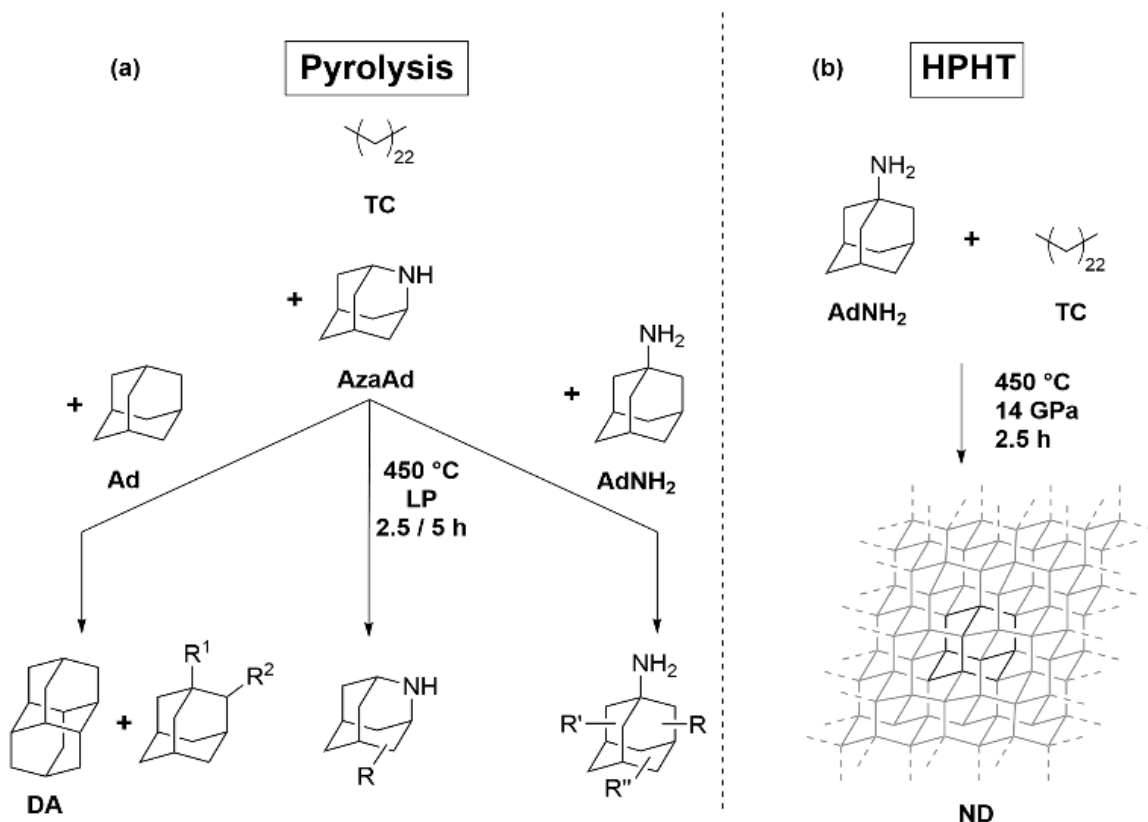 (a)
Pyrolysis
22
TC
+
NH
AzaAd
+
Ad
+
NH₂
AdNH₂
450 °C
LP
2.5 / 5 h
DA
+
R¹
R²
NH
R
NH₂
R'
R
R"
(b)
HPHT
NH₂
AdNH₂
+
22
TC
450 °C
14 GPa
2.5 h
ND